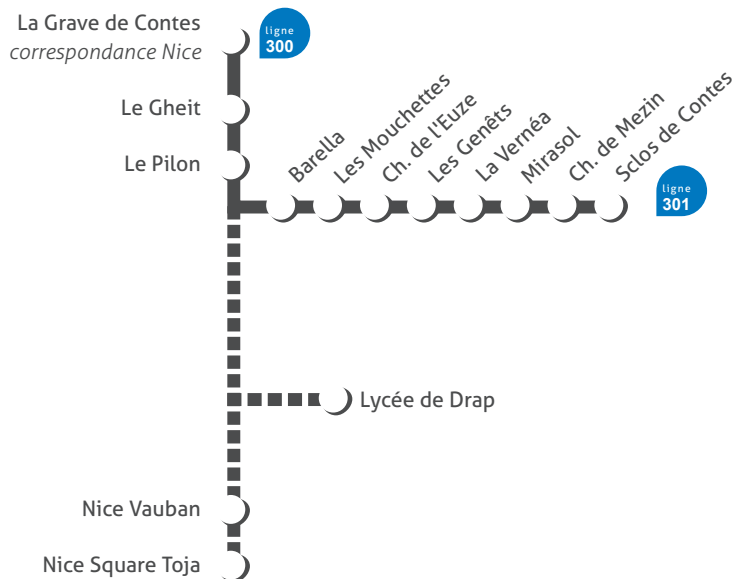 La Grave de Contes
correspondance Nice
ligne
300
Le Gheit
Le Pilon
Barella
Les Mouchettes
Ch. de l'Euze
Les Genêts
La Vernéa
Mirasol
Ch. de Mezin
Sclos de Contes
ligne
301
Lycée de Drap
Nice Vauban
Nice Square Toja